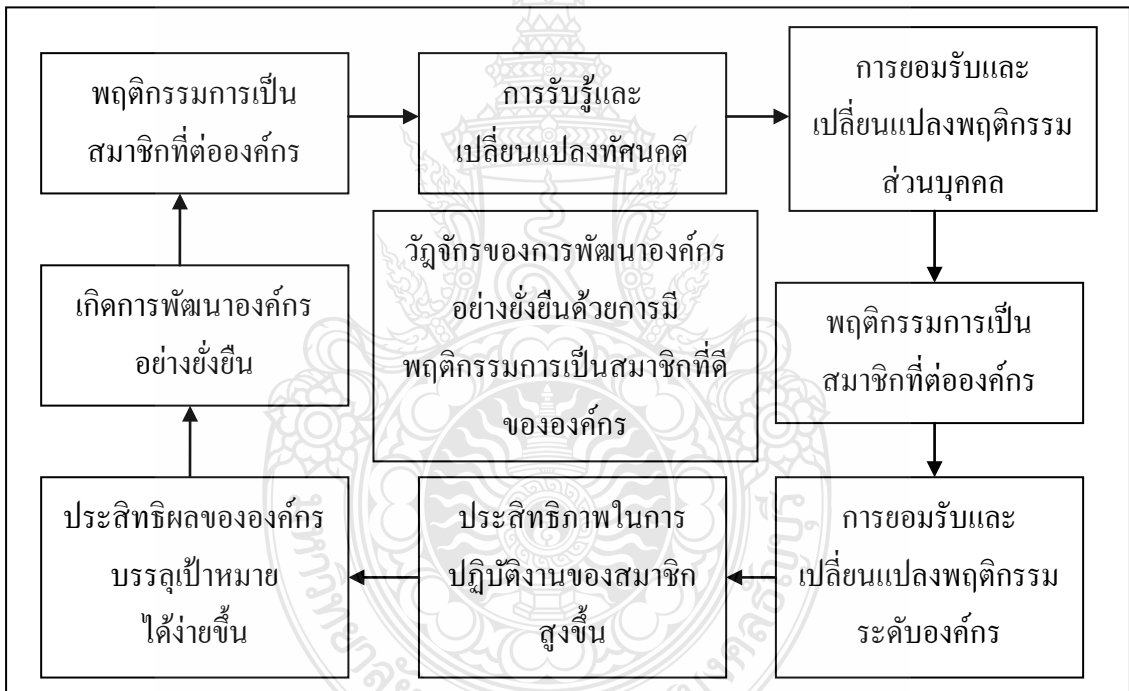 พฤติกรรมการเป็น
สมาชิกที่ต่อองค์กร
การรับรู้และ
เปลี่ยนแปลงทัศนคติ
การยอมรับและ
เปลี่ยนแปลงพฤติกรรม
ส่วนบุคคล
วัฎจักรของการพัฒนาองค์กร
อย่างยั่งยืนด้วยการมี
พฤติกรรมการเป็นสมาชิกที่ดี
ขององค์กร
เกิดการพัฒนาองค์กร
อย่างยั่งยืน
พฤติกรรมการเป็น
สมาชิกที่ต่อองค์กร
ประสิทธิผลขององค์กร
บรรลุเป้าหมาย
ได้ง่ายขึ้น
ประสิทธิภาพในการ
ปฏิบัติงานของสมาชิก
สูงขึ้น
การยอมรับและ
เปลี่ยนแปลงพฤติกรรม
ระดับองค์กร